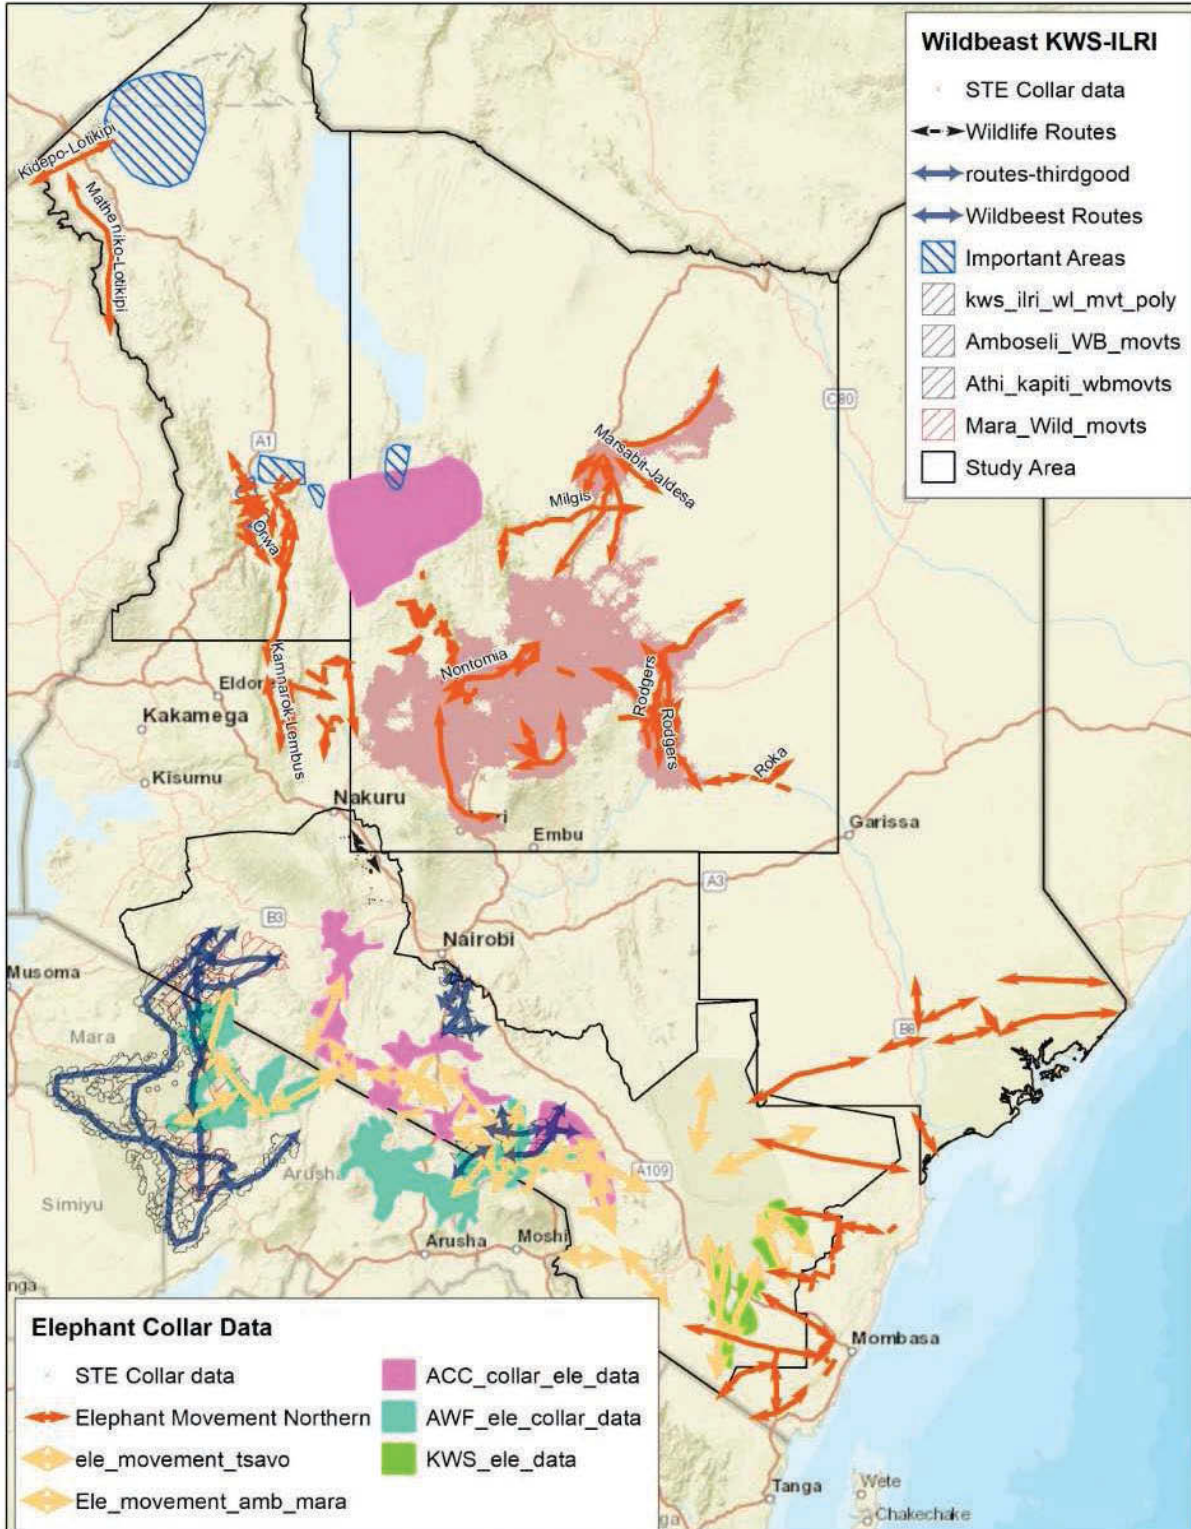 Wildbeast KWS-ILRI
STE Collar data
Wildlife Routes
routes-thirdgood
Wildbeest Routes
Important Areas
kws_ilri_wl_mvt_poly
Amboseli_WB_movts
Athi_kapiti_wbmovts
Mara_Wild_movts
Study Area
Kidepo-Lotikipi
Matheniko-Lotikipi
A1
C80
Marsabit-Jaldesa
Milgis
Orwa
Nontomia
Rodgers
Rodgers
Kamnarok-Lembus
Roka
Eldor
Kakamega
Kisumu
Nakuru
Embu
Garissa
A3
B3
Nairobi
Musoma
Mara
B8
Arusha
A109
Simiyu
Arusha
Moshi
nga
Mombasa
Elephant Collar Data
STE Collar data
Elephant Movement Northern
ele_movement_tsavo
Ele_movement_amb_mara
ACC_collar_ele_data
AWF_ele_collar_data
KWS_ele_data
Tanga
Wete
Chakechake
ga